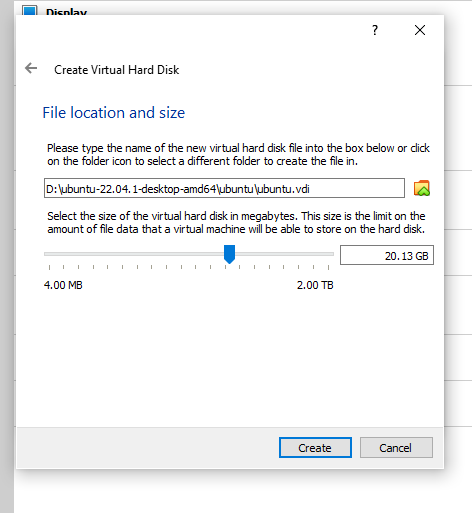 Display
?
Create Virtual Hard Disk
File location and size
Please type the name of the new virtual hard disk file into the box below or click
on the folder icon to select a different folder to create the file in.
D:\ubuntu-22.04.1-desktop-amd64\ubuntu\ubuntu.vdi
Select the size of the virtual hard disk in megabytes. This size is the limit on the
amount of file data that a virtual machine will be able to store on the hard disk.
20.13 GB
4.00 MB 2.00 TB
Create Cancel